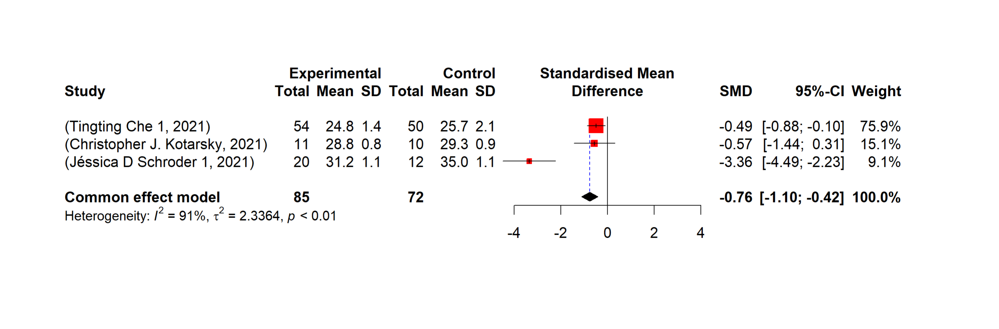 Experimental Control Standardised Mean
Study Total Mean SD Total Mean SD Difference SMD 95%-CI Weight
(Tingting Che 1, 2021) 54 24.8 1.4 50 25.7 2.1 -0.49 [-0.88; -0.10] 75.9%
(Christopher J. Kotarsky, 2021) 11 28.8 0.8 10 29.3 0.9 -0.57 [-1.44; 0.31] 15.1%
(Jéssica D Schroder 1, 2021) 20 31.2 1.1 12 35.0 1.1 -3.36 [-4.49; -2.23] 9.1%
Common effect model 85 72 -0.76 [-1.10; -0.42] 100.0%
Heterogeneity: I² = 91%, τ² = 2.3364, p < 0.01
-4 -2 0 2 4